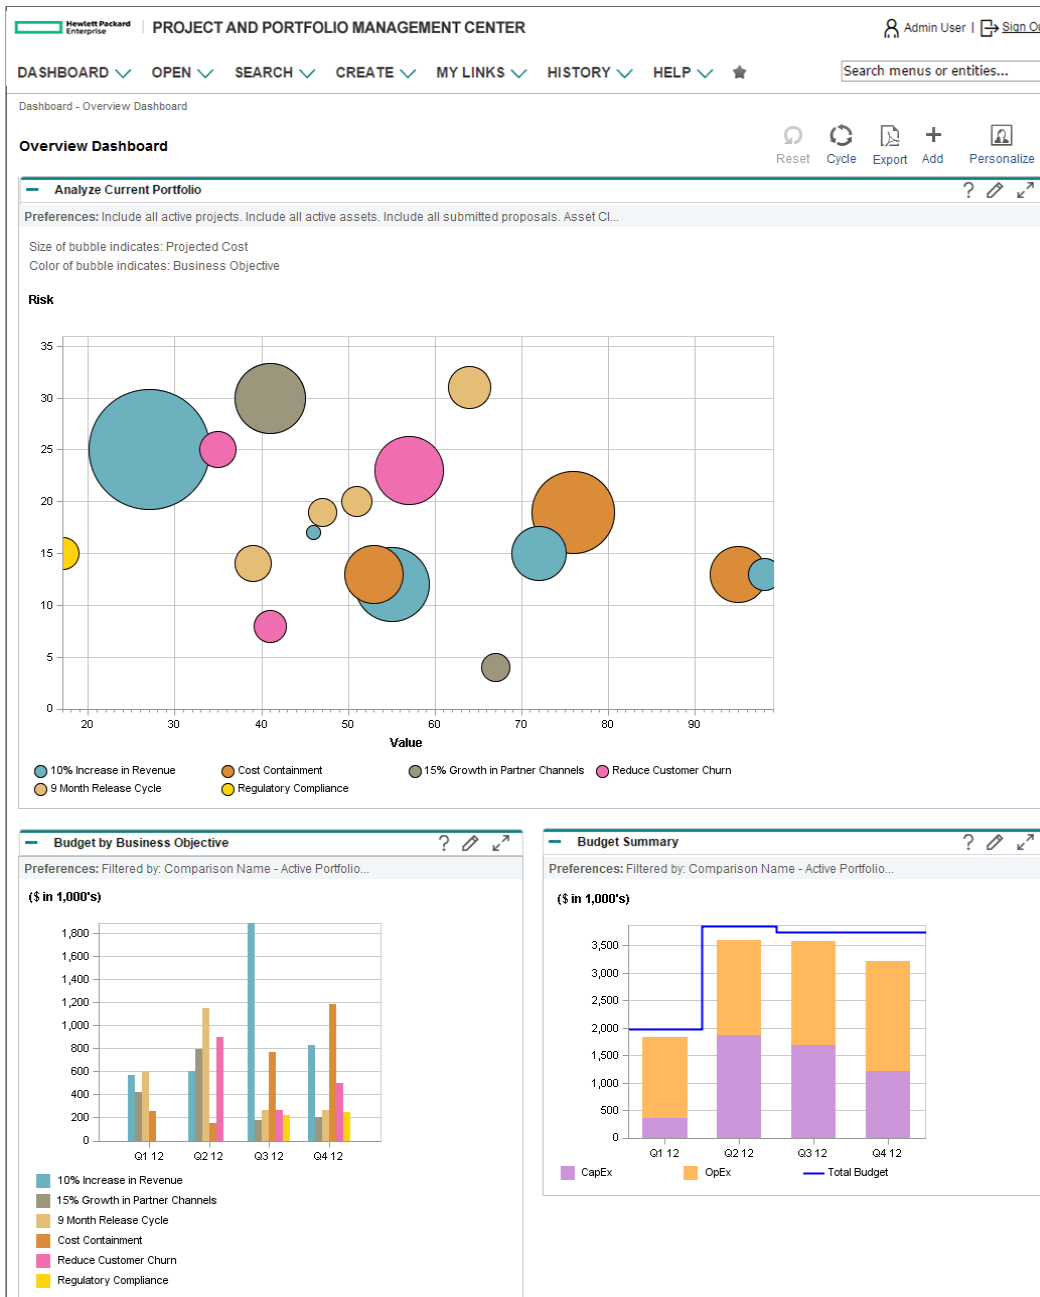 Hewlett Packard
Enterprise
PROJECT AND PORTFOLIO MANAGEMENT CENTER
Admin User | Sign Ou
DASHBOARD OPEN SEARCH CREATE MY LINKS HISTORY HELP
Search menus or entities...
Dashboard - Overview Dashboard
Overview Dashboard
Reset Cycle Export Add Personalize
Analyze Current Portfolio
?
Preferences: Include all active projects. Include all active assets. Include all submitted proposals. Asset Cl...
Size of bubble indicates: Projected Cost
Color of bubble indicates: Business Objective
Risk
35
30
25
20
15
10
5
0
20 30 40 50 60 70 80 90
Value
10% Increase in Revenue Cost Containment 15% Growth in Partner Channels Reduce Customer Churn
9 Month Release Cycle Regulatory Compliance
Budget by Business Objective
?
Preferences: Filtered by: Comparison Name - Active Portfolio...
($ in 1,000's)
1,800
1,600
1,400
1,200
1,000
800
600
400
200
0
Q1 12 Q2 12 Q3 12 Q4 12
10% Increase in Revenue
15% Growth in Partner Channels
9 Month Release Cycle
Cost Containment
Reduce Customer Churn
Regulatory Compliance
Budget Summary
?
Preferences: Filtered by: Comparison Name - Active Portfolio...
($ in 1,000's)
3,500
3,000
2,500
2,000
1,500
1,000
500
0
Q1 12 Q2 12 Q3 12 Q4 12
CapEx OpEx Total Budget